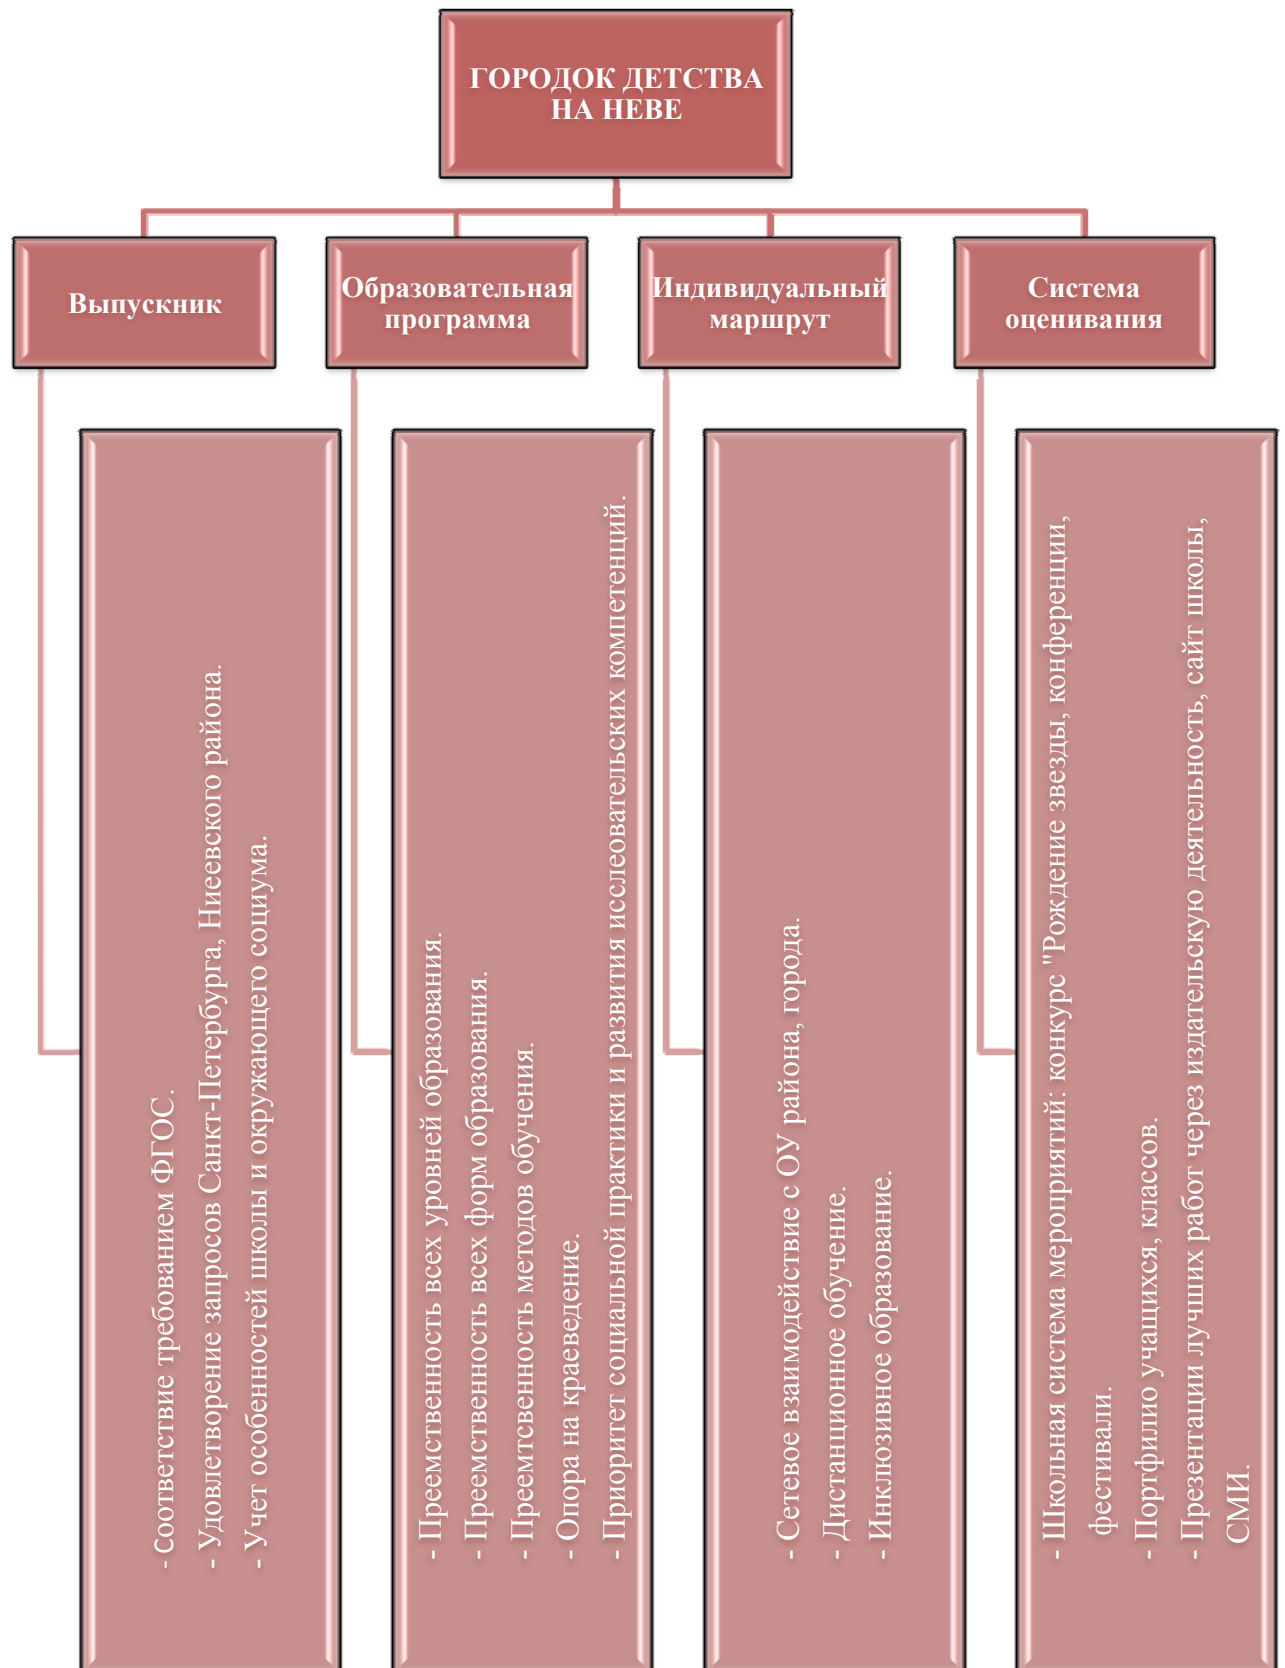 ГОРОДОК ДЕТСТВА
НА НЕВЕ
Выпускник
- Соответствие требованием ФГОС.
- Удовлетворение запросов Санкт-Петербурга, Ниеевского района.
- Учет особенностей школы и окружающего социума.
Образовательная
программа
- Преемственность всех уровней образования.
- Преемственность всех форм образования.
- Преемтсвенность методов обучения.
- Опора на краеведение.
- Приоритет социальной практики и развития исслеовательских компетенций.
Индивидуальный
маршрут
- Сетевое взаимодействие с ОУ района, города.
- Дистанционное обучение.
- Инклюзивное образование.
Система
оценивания
- Школьная система мероприятий: конкурс "Рождение звезды, конференции,
фестивали.
- Портфилио учащихся, классов.
- Презентации лучших работ через издательскую деятельность, сайт школы,
СМИ.